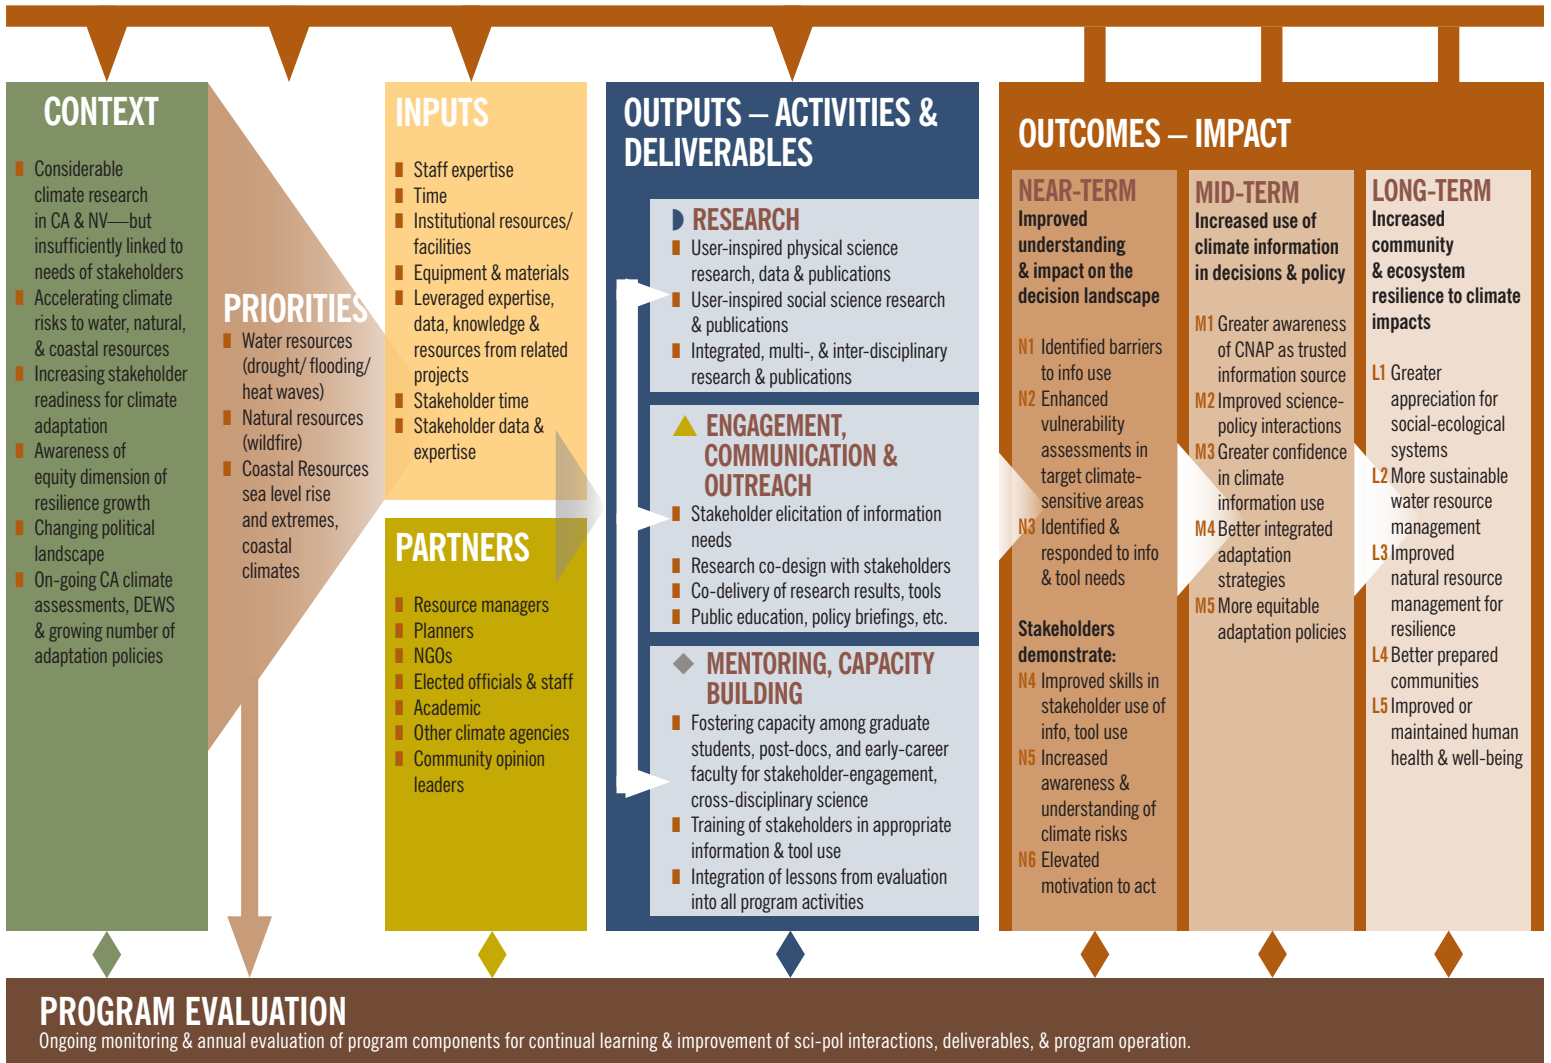 CONTEXT
Considerable
climate research
in CA & NV—but
insufficiently linked to
needs of stakeholders
Accelerating climate
risks to water, natural,
& coastal resources
Increasing stakeholder
readiness for climate
adaptation
Awareness of
equity dimension of
resilience growth
Changing political
landscape
On-going CA climate
assessments, DEWS
& growing number of
adaptation policies
PRIORITIES
Water resources
(drought/ flooding/
heat waves)
Natural resources
(wildfire)
Coastal Resources
sea level rise
and extremes,
coastal
climates
INPUTS
Staff expertise
Time
Institutional resources/
facilities
Equipment & materials
Leveraged expertise,
data, knowledge &
resources from related
projects
Stakeholder time
Stakeholder data &
expertise
PARTNERS
Resource managers
Planners
NGOs
Elected officials & staff
Academic
Other climate agencies
Community opinion
leaders
OUTPUTS – ACTIVITIES &
DELIVERABLES
RESEARCH
User-inspired physical science
research, data & publications
User-inspired social science research
& publications
Integrated, multi-, & inter-disciplinary
research & publications
ENGAGEMENT,
COMMUNICATION &
OUTREACH
Stakeholder elicitation of information
needs
Research co-design with stakeholders
Co-delivery of research results, tools
Public education, policy briefings, etc.
MENTORING, CAPACITY
BUILDING
Fostering capacity among graduate
students, post-docs, and early-career
faculty for stakeholder-engagement,
cross-disciplinary science
Training of stakeholders in appropriate
information & tool use
Integration of lessons from evaluation
into all program activities
OUTCOMES – IMPACT
NEAR-TERM
Improved
understanding
& impact on the
decision landscape
N1 Identified barriers
to info use
N2 Enhanced
vulnerability
assessments in
target climate-
sensitive areas
N3 Identified &
responded to info
& tool needs
Stakeholders
demonstrate:
N4 Improved skills in
stakeholder use of
info, tool use
N5 Increased
awareness &
understanding of
climate risks
N6 Elevated
motivation to act
MID-TERM
Increased use of
climate information
in decisions & policy
M1 Greater awareness
of CNAP as trusted
information source
M2 Improved science-
policy interactions
M3 Greater confidence
in climate
information use
M4 Better integrated
adaptation
strategies
M5 More equitable
adaptation policies
LONG-TERM
Increased
community
& ecosystem
resilience to climate
impacts
L1 Greater
appreciation for
social-ecological
systems
L2 More sustainable
water resource
management
L3 Improved
natural resource
management for
resilience
L4 Better prepared
communities
L5 Improved or
maintained human
health & well-being
PROGRAM EVALUATION
Ongoing monitoring & annual evaluation of program components for continual learning & improvement of sci-pol interactions, deliverables, & program operation.